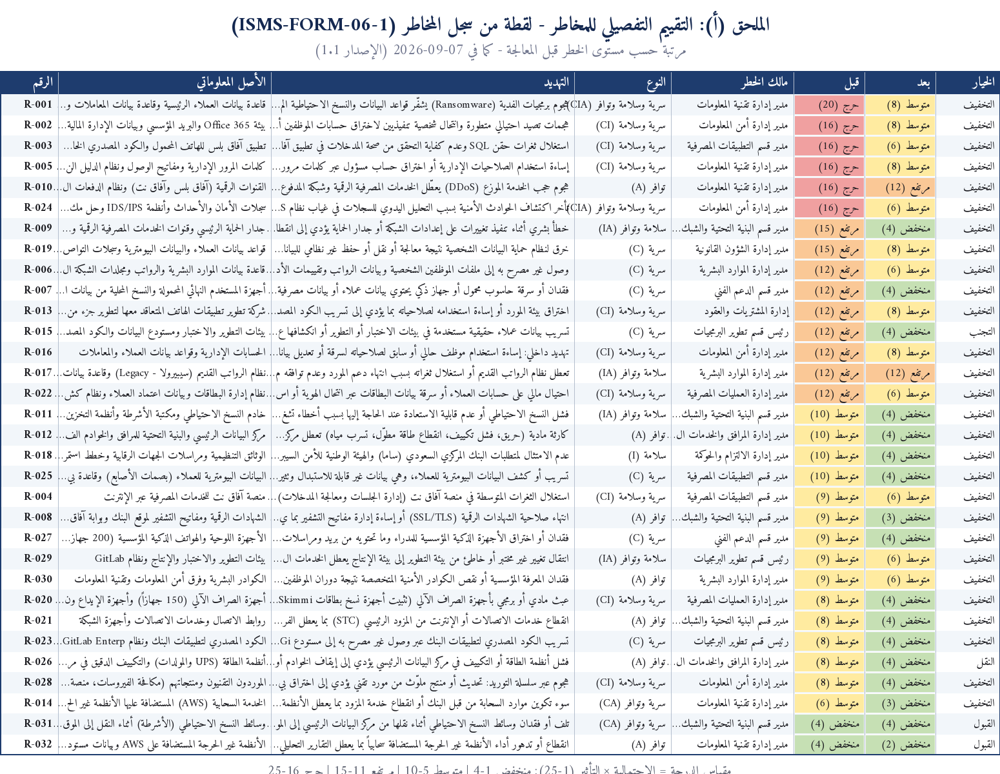 الملحق (أ): التقييم التفصيلي للمخاطر - لقطة من سجل المخاطر (ISMS-FORM-06-1)
مرتبة حسب مستوى الخطر قبل المعالجة - كما في 07-09-2026 (الإصدار 1.1)
الرقم الأصل المعلوماتي التهديد النوع مالك الخطر قبل بعد الخيار
R-001 قاعدة بيانات العملاء الرئيسية وقاعدة بيانات المعاملات و... هجوم برمجيات الفدية (Ransomware) يشفّر قواعد البيانات والنسخ الاحتياطية الم... سرية وسلامة وتوافر (CIA) مدير إدارة تقنية المعلومات حرج (20) متوسط (8) التخفيف
R-002 بيئة Office 365 والبريد المؤسسي وبيانات الإدارة المالية... هجمات تصيد احتيالي متطورة وانتحال شخصية تنفيذيين لاختراق حسابات الموظفين أ... سرية وسلامة (CI) مدير إدارة أمن المعلومات حرج (16) متوسط (8) التخفيف
R-003 تطبيق آفاق بلس للهاتف المحمول والكود المصدري الخا... استغلال ثغرات حقن SQL وعدم كفاية التحقق من صحة المدخلات في تطبيق آفا... سرية وسلامة (CI) مدير قسم التطبيقات المصرفية حرج (16) متوسط (6) التخفيف
R-005 كلمات المرور الإدارية ومفاتيح الوصول ونظام الدليل الن... إساءة استخدام الصلاحيات الإدارية أو اختراق حساب مسؤول عبر كلمات مرور... سرية وسلامة (CI) مدير إدارة تقنية المعلومات حرج (16) متوسط (8) التخفيف
R-010 القنوات الرقمية (آفاق بلس وآفاق نت) ونظام الدفعات ال... هجوم حجب الخدمة الموزع (DDoS) يعطّل الخدمات المصرفية الرقمية وشبكة المدفوع... توافر (A) مدير إدارة تقنية المعلومات حرج (16) مرتفع (12) التخفيف
R-024 سجلات الأمان والأحداث وأنظمة IDS/IPS وحل مك... تأخر اكتشاف الحوادث الأمنية بسبب التحليل اليدوي للسجلات في غياب نظام S... سرية وسلامة وتوافر (CIA) مدير إدارة أمن المعلومات حرج (16) متوسط (6) التخفيف
R-009 جدار الحماية الرئيسي وقنوات الخدمات المصرفية الرقمية و... خطأ بشري أثناء تنفيذ تغييرات على إعدادات الشبكة أو جدار الحماية يؤدي إلى انقطا... سلامة وتوافر (IA) مدير قسم البنية التحتية والشبك... مرتفع (15) منخفض (4) التخفيف
R-019 قواعد بيانات العملاء والبيانات البيومترية وسجلات التواص... خرق لنظام حماية البيانات الشخصية نتيجة معالجة أو نقل أو حفظ غير نظامي للبيانا... سرية (C) مدير إدارة الشؤون القانونية مرتفع (15) متوسط (8) التخفيف
R-006 قاعدة بيانات الموارد البشرية والرواتب ومجلدات الشبكة ال... وصول غير مصرح به إلى ملفات الموظفين الشخصية وبيانات الرواتب وتقييمات الأد... سرية (C) مدير إدارة الموارد البشرية مرتفع (12) متوسط (6) التخفيف
R-007 أجهزة المستخدم النهائي المحمولة والنسخ المحلية من بيانات ا... فقدان أو سرقة حاسوب محمول أو جهاز ذكي يحتوي بيانات عملاء أو بيانات مصرفية... سرية (C) مدير قسم الدعم الفني مرتفع (12) منخفض (4) التخفيف
R-013 شركة تطوير تطبيقات الهاتف المتعاقد معها لتطوير جزء من... اختراق بيئة المورد أو إساءة استخدامه لصلاحياته بما يؤدي إلى تسريب الكود المصد... سرية وسلامة (CI) إدارة المشتريات والعقود مرتفع (12) متوسط (8) التخفيف
R-015 بيئات التطوير والاختبار ومستودع البيانات والكود المصد... تسريب بيانات عملاء حقيقية مستخدمة في بيئات الاختبار أو التطوير أو انكشافها ع... سرية (C) رئيس قسم تطوير البرمجيات مرتفع (12) منخفض (4) التجنب
R-016 الحسابات الإدارية وقواعد بيانات العملاء والمعاملات تهديد داخلي: إساءة استخدام موظف حالي أو سابق لصلاحياته لسرقة أو تعديل بيانا... سرية وسلامة (CI) مدير إدارة أمن المعلومات مرتفع (12) متوسط (8) التخفيف
R-017 نظام الرواتب القديم (سيبيرولا - Legacy) وقاعدة بيانات... تعطل نظام الرواتب القديم أو استغلال ثغراته بسبب انتهاء دعم المورد وعدم توافقه م... سلامة وتوافر (IA) مدير إدارة الموارد البشرية مرتفع (12) مرتفع (12) التخفيف
R-022 نظام إدارة البطاقات وبيانات اعتماد العملاء ونظام كش... احتيال مالي على حسابات العملاء أو سرقة بيانات البطاقات عبر انتحال الهوية أو اس... سرية وسلامة (CI) مدير إدارة العمليات المصرفية مرتفع (12) متوسط (6) التخفيف
R-011 خادم النسخ الاحتياطي ومكتبة الأشرطة وأنظمة التخزين... فشل النسخ الاحتياطي أو عدم قابلية الاستعادة عند الحاجة إليها بسبب أخطاء تشغ... سلامة وتوافر (IA) مدير قسم البنية التحتية والشبك... متوسط (10) منخفض (4) التخفيف
R-012 مركز البيانات الرئيسي والبنية التحتية للمرافق والخوادم الف... كارثة مادية (حريق، فشل تكييف، انقطاع طاقة مطوّل، تسرب مياه) تعطل مركز... توافر (A) مدير إدارة المرافق والخدمات ال... متوسط (10) منخفض (4) التخفيف
R-018 الوثائق التنظيمية ومراسلات الجهات الرقابية وخطط استمر... عدم الامتثال لمتطلبات البنك المركزي السعودي (ساما) والهيئة الوطنية للأمن السيبر... سلامة (I) مدير إدارة الالتزام والحوكمة متوسط (10) منخفض (4) التخفيف
R-025 البيانات البيومترية للعملاء (بصمات الأصابع) وقاعدة بي... تسريب أو كشف البيانات البيومترية للعملاء، وهي بيانات غير قابلة للاستبدال وتثير... سرية (C) مدير قسم التطبيقات المصرفية متوسط (10) منخفض (4) التخفيف
R-004 منصة آفاق نت للخدمات المصرفية عبر الإنترنت استغلال الثغرات المتوسطة في منصة آفاق نت (إدارة الجلسات ومعالجة المدخلات)... سرية وسلامة (CI) مدير قسم التطبيقات المصرفية متوسط (9) متوسط (6) التخفيف
R-008 الشهادات الرقمية ومفاتيح التشفير لموقع البنك وبوابة آفاق... انتهاء صلاحية الشهادات الرقمية (SSL/TLS) أو إساءة إدارة مفاتيح التشفير بما ي... توافر (A) مدير قسم البنية التحتية والشبك... متوسط (9) منخفض (3) التخفيف
R-027 الأجهزة اللوحية والهواتف الذكية المؤسسية (200 جهاز... فقدان أو اختراق الأجهزة الذكية المؤسسية للمدراء وما تحتويه من بريد ومراسلات... سرية (C) مدير قسم الدعم الفني متوسط (9) منخفض (4) التخفيف
R-029 بيئات التطوير والاختبار والإنتاج ونظام GitLab انتقال تغيير غير مختبر أو خاطئ من بيئة التطوير إلى بيئة الإنتاج يعطل الخدمات ال... سلامة وتوافر (IA) رئيس قسم تطوير البرمجيات متوسط (9) متوسط (6) التخفيف
R-030 الكوادر البشرية وفرق أمن المعلومات وتقنية المعلومات فقدان المعرفة المؤسسية أو نقص الكوادر الأمنية المتخصصة نتيجة دوران الموظفين... توافر (A) مدير إدارة الموارد البشرية متوسط (9) متوسط (6) التخفيف
R-020 أجهزة الصراف الآلي (150 جهازاً) وأجهزة الإيداع ون... عبث مادي أو برمجي بأجهزة الصراف الآلي (تثبيت أجهزة نسخ بطاقات Skimmi... سرية وسلامة (CI) مدير إدارة العمليات المصرفية متوسط (8) منخفض (4) التخفيف
R-021 روابط الاتصال وخدمات الاتصالات وأجهزة الشبكة انقطاع خدمات الاتصالات أو الإنترنت من المزود الرئيسي (STC) بما يعطل الفر... توافر (A) مدير قسم البنية التحتية والشبك... متوسط (8) منخفض (4) التخفيف
R-023 الكود المصدري لتطبيقات البنك ونظام GitLab Enterp... تسريب الكود المصدري لتطبيقات البنك عبر وصول غير مصرح به إلى مستودع Gi... سرية (C) رئيس قسم تطوير البرمجيات متوسط (8) منخفض (4) التخفيف
R-026 أنظمة الطاقة (UPS والمولدات) والتكييف الدقيق في مر... فشل أنظمة الطاقة أو التكييف في مركز البيانات الرئيسي يؤدي إلى إيقاف الخوادم أو... توافر (A) مدير إدارة المرافق والخدمات ال... متوسط (8) منخفض (4) النقل
R-028 الموردون التقنيون ومنتجاتهم (مكافحة الفيروسات، منصة... هجوم عبر سلسلة التوريد: تحديث أو منتج ملوّث من مورد تقني يؤدي إلى اختراق بي... سرية وسلامة (CI) مدير إدارة أمن المعلومات متوسط (8) منخفض (4) التخفيف
R-014 الخدمة السحابية (AWS) المستضافة عليها الأنظمة غير الح... سوء تكوين موارد السحابة من قبل البنك أو انقطاع خدمة المزود بما يعطل الأنظمة... سرية وتوافر (CA) مدير إدارة تقنية المعلومات متوسط (6) منخفض (3) التخفيف
R-031 وسائط النسخ الاحتياطي (الأشرطة) أثناء النقل إلى الموق... تلف أو فقدان وسائط النسخ الاحتياطي أثناء نقلها من مركز البيانات الرئيسي إلى المو... سرية وتوافر (CA) مدير قسم البنية التحتية والشبك... منخفض (4) منخفض (4) القبول
R-032 الأنظمة غير الحرجة المستضافة على AWS وبيانات مستود... انقطاع أو تدهور أداء الأنظمة غير الحرجة المستضافة سحابياً بما يعطل التقارير التحليلي... توافر (A) مدير إدارة تقنية المعلومات منخفض (4) منخفض (2) القبول
مقياس الدرجة = الاحتمالية × التأثير (1-25): منخفض 1-4 | متوسط 5-10 | مرتفع 11-15 | حرج 16-25